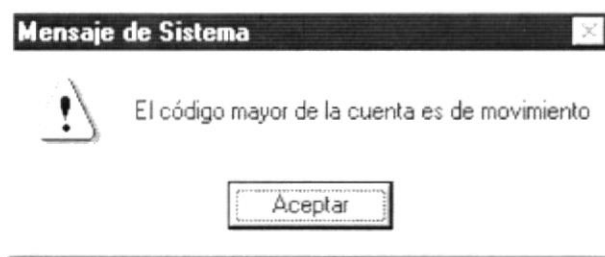 Mensaje de Sistema
El código mayor de la cuenta es de movimiento
Aceptar